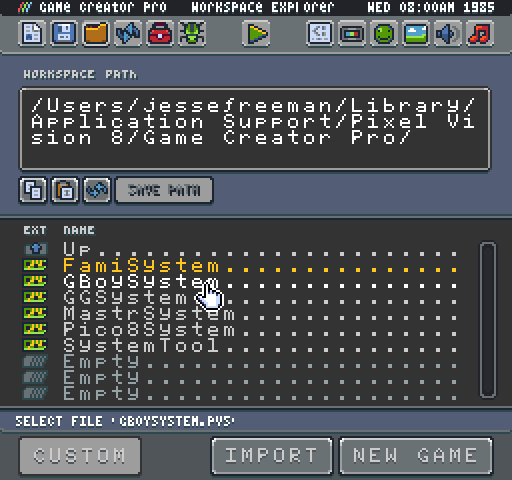 GAME CREATOR PRO WORKSPACE EXPLORER WED 08:00AM 1985
WORKSPACE PATH
/Users/jessefreeman/Library/
Application Support/Pixel Vi
sion 8/Game Creator Pro/
SAVE PATH
EXT NAME
Up
FamiSystem
GBoySystem
GGSystem
MastrSystem
Pico8System
SystemTool
Empty
Empty
Empty
SELECT FILE 'GBOYSYSTEM.PVS'
CUSTOM IMPORT NEW GAME